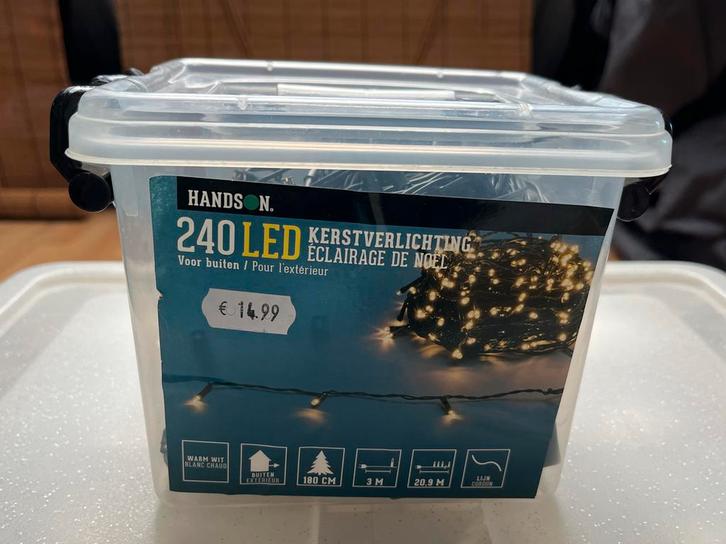 HANDSON.
240 LED KERSTVERLICHTING
ÉCLAIRAGE DE NOËL
Voor buiten / Pour l'extérieur
€ 14.99
WARM WIT
BLANC CHAUD
BUITEN
EXTÉRIEUR
180 CM
3 M
20,9 M
LIJN
CORDON